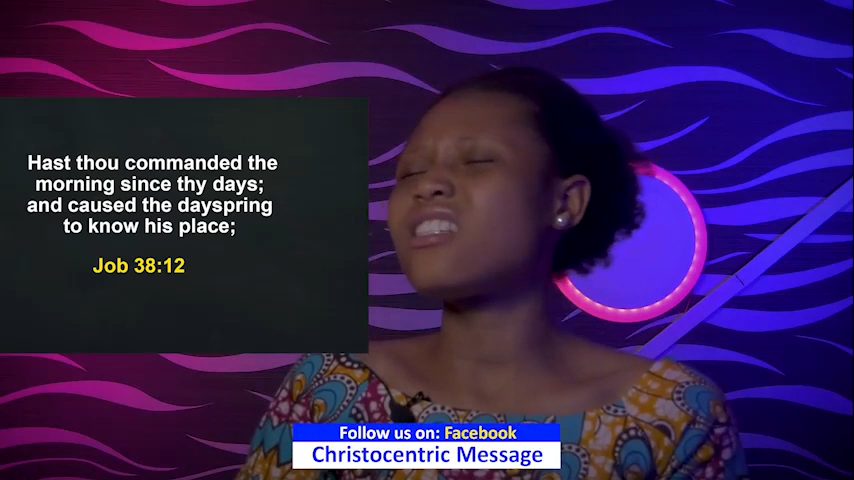 Hast thou commanded the
morning since thy days;
and caused the dayspring
to know his place;
Job 38:12
Follow us on: Facebook
Christocentric Message